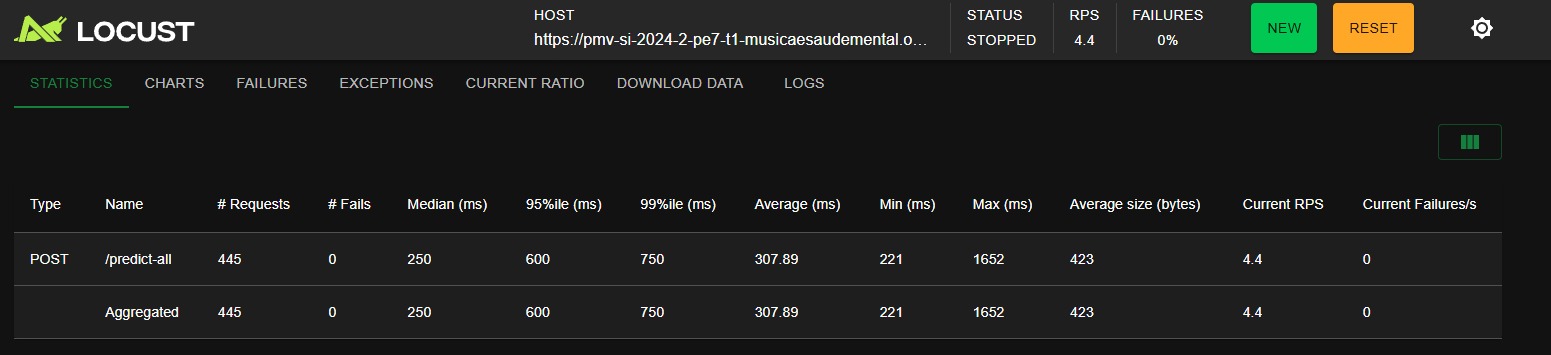 LOCUST
HOST
https://pmv-si-2024-2-pe7-t1-musicaesaudemental.o...
STATUS
STOPPED
RPS
4.4
FAILURES
0%
NEW
RESET
STATISTICS CHARTS FAILURES EXCEPTIONS CURRENT RATIO DOWNLOAD DATA LOGS
Type Name # Requests # Fails Median (ms) 95%ile (ms) 99%ile (ms) Average (ms) Min (ms) Max (ms) Average size (bytes) Current RPS Current Failures/s
POST /predict-all 445 0 250 600 750 307.89 221 1652 423 4.4 0
Aggregated 445 0 250 600 750 307.89 221 1652 423 4.4 0